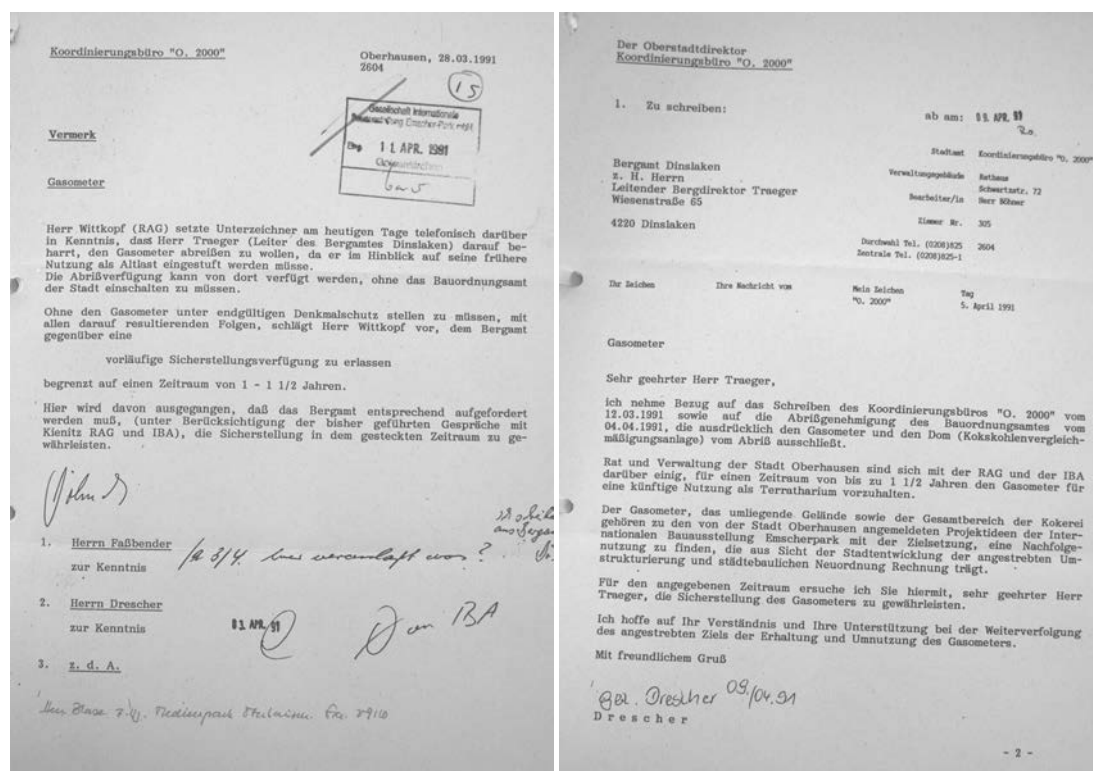 Koordinierungsbüro "O. 2000"
Oberhausen, 28.03.1991
2604
15
Gesellschaft Internationale
Bauausstellung Emscher-Park mbH
Eing. 11. APR. 1991
Gelsenkirchen
Vermerk
Gasometer
Herr Wittkopf (RAG) setzte Unterzeichner am heutigen Tage telefonisch darüber
in Kenntnis, dass Herr Traeger (Leiter des Bergamtes Dinslaken) darauf be-
harrt, den Gasometer abreißen zu wollen, da er im Hinblick auf seine frühere
Nutzung als Altlast eingestuft werden müsse.
Die Abrißverfügung kann von dort verfügt werden, ohne das Bauordnungsamt
der Stadt einschalten zu müssen.
Ohne den Gasometer unter endgültigen Denkmalschutz stellen zu müssen, mit
allen darauf resultierenden Folgen, schlägt Herr Wittkopf vor, dem Bergamt
gegenüber eine
vorläufige Sicherstellungsverfügung zu erlassen
begrenzt auf einen Zeitraum von 1 - 1 1/2 Jahren.
Hier wird davon ausgegangen, daß das Bergamt entsprechend aufgefordert
werden muß, (unter Berücksichtigung der bisher geführten Gespräche mit
Kienitz RAG und IBA), die Sicherstellung in dem gesteckten Zeitraum zu ge-
währleisten.
1. Herrn Faßbender
zur Kenntnis
3/4. was veranlaßt war?
2. Herrn Drescher
zur Kenntnis
03. APR. 91
an IBA
3. z. d. A.
Der Oberstadtdirektor
Koordinierungsbüro "O. 2000"
1. Zu schreiben:
ab am: 09. APR. 91
Bergamt Dinslaken
z. H. Herrn
Leitender Bergdirektor Traeger
Wiesenstraße 65
4220 Dinslaken
Stadtamt Koordinierungsbüro "O. 2000"
Verwaltungsgebäude Rathaus
Schwartzstr. 72
Bearbeiter/in Herr Böhner
Zimmer Nr. 305
Durchwahl Tel. (0208)825 2604
Zentrale Tel. (0208)825-1
Ihr Zeichen Ihre Nachricht vom Mein Zeichen Tag
"O. 2000" 5. April 1991
Gasometer
Sehr geehrter Herr Traeger,
ich nehme Bezug auf das Schreiben des Koordinierungsbüros "O. 2000" vom
12.03.1991 sowie auf die Abrißgenehmigung des Bauordnungsamtes vom
04.04.1991, die ausdrücklich den Gasometer und den Dom (Kokskohlenvergleich-
mäßigungsanlage) vom Abriß ausschließt.
Rat und Verwaltung der Stadt Oberhausen sind sich mit der RAG und der IBA
darüber einig, für einen Zeitraum von bis zu 1 1/2 Jahren den Gasometer für
eine künftige Nutzung als Terratharium vorzuhalten.
Der Gasometer, das umliegende Gelände sowie der Gesamtbereich der Kokerei
gehören zu den von der Stadt Oberhausen angemeldeten Projektideen der Inter-
nationalen Bauausstellung Emscherpark mit der Zielsetzung, eine Nachfolge-
nutzung zu finden, die aus Sicht der Stadtentwicklung der angestrebten Um-
strukturierung und städtebaulichen Neuordnung Rechnung trägt.
Für den angegebenen Zeitraum ersuche ich Sie hiermit, sehr geehrter Herr
Traeger, die Sicherstellung des Gasometers zu gewährleisten.
Ich hoffe auf Ihr Verständnis und Ihre Unterstützung bei der Weiterverfolgung
des angestrebten Ziels der Erhaltung und Umnutzung des Gasometers.
Mit freundlichem Gruß
gez. Drescher 09./04.91
Drescher
- 2 -